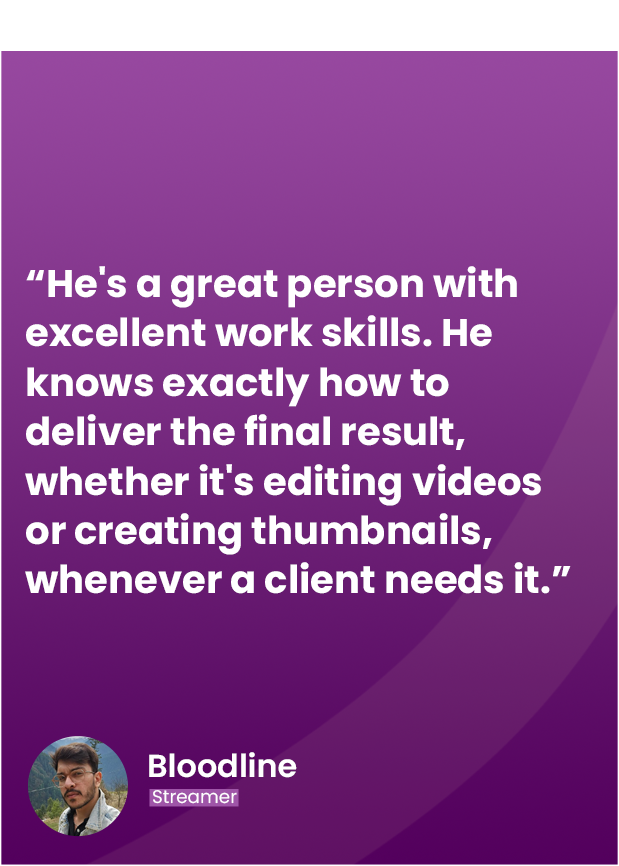 “He's a great person with
excellent work skills. He
knows exactly how to
deliver the final result,
whether it's editing videos
or creating thumbnails,
whenever a client needs it.”
Bloodline
Streamer